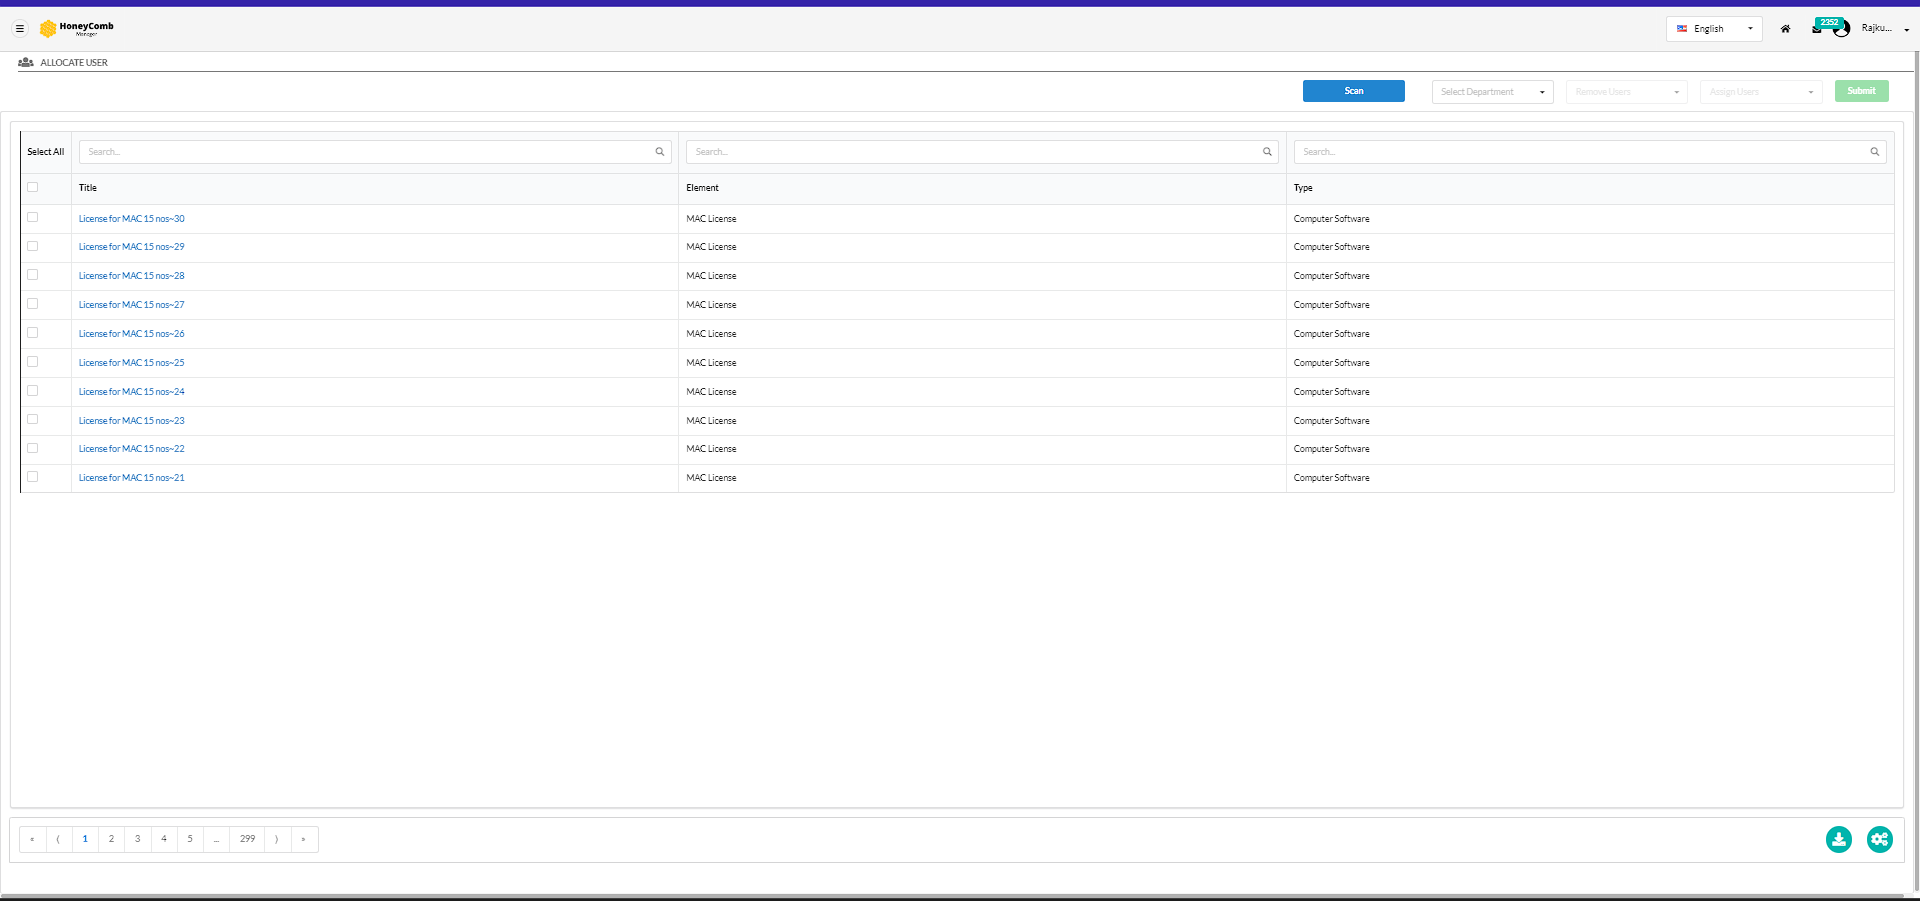 HoneyComb
Manager
English
2352
Rajku...
ALLOCATE USER
Scan
Select Department
Remove Users
Assign Users
Submit
Select All
Search...
Search...
Search...
Title Element Type
License for MAC 15 nos~30 MAC License Computer Software
License for MAC 15 nos~29 MAC License Computer Software
License for MAC 15 nos~28 MAC License Computer Software
License for MAC 15 nos~27 MAC License Computer Software
License for MAC 15 nos~26 MAC License Computer Software
License for MAC 15 nos~25 MAC License Computer Software
License for MAC 15 nos~24 MAC License Computer Software
License for MAC 15 nos~23 MAC License Computer Software
License for MAC 15 nos~22 MAC License Computer Software
License for MAC 15 nos~21 MAC License Computer Software
« ⟨ 1 2 3 4 5 ... 299 ⟩ »